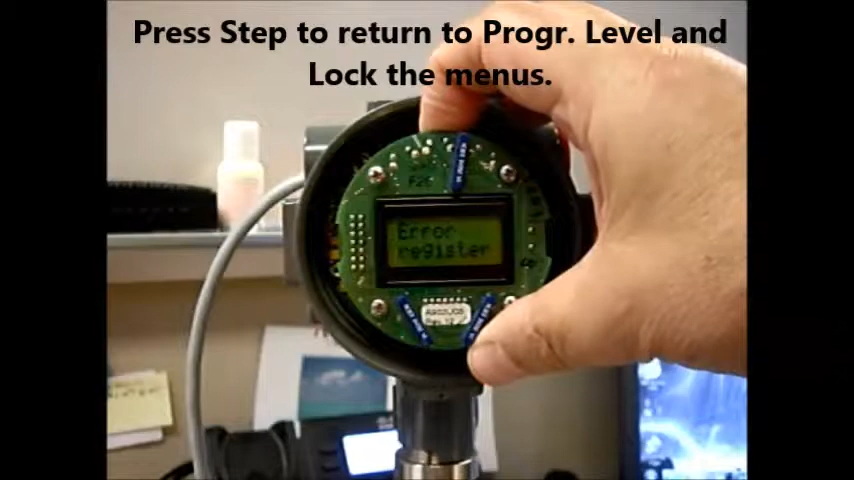 Press Step to return to Progr. Level and
Lock the menus.
Error
register